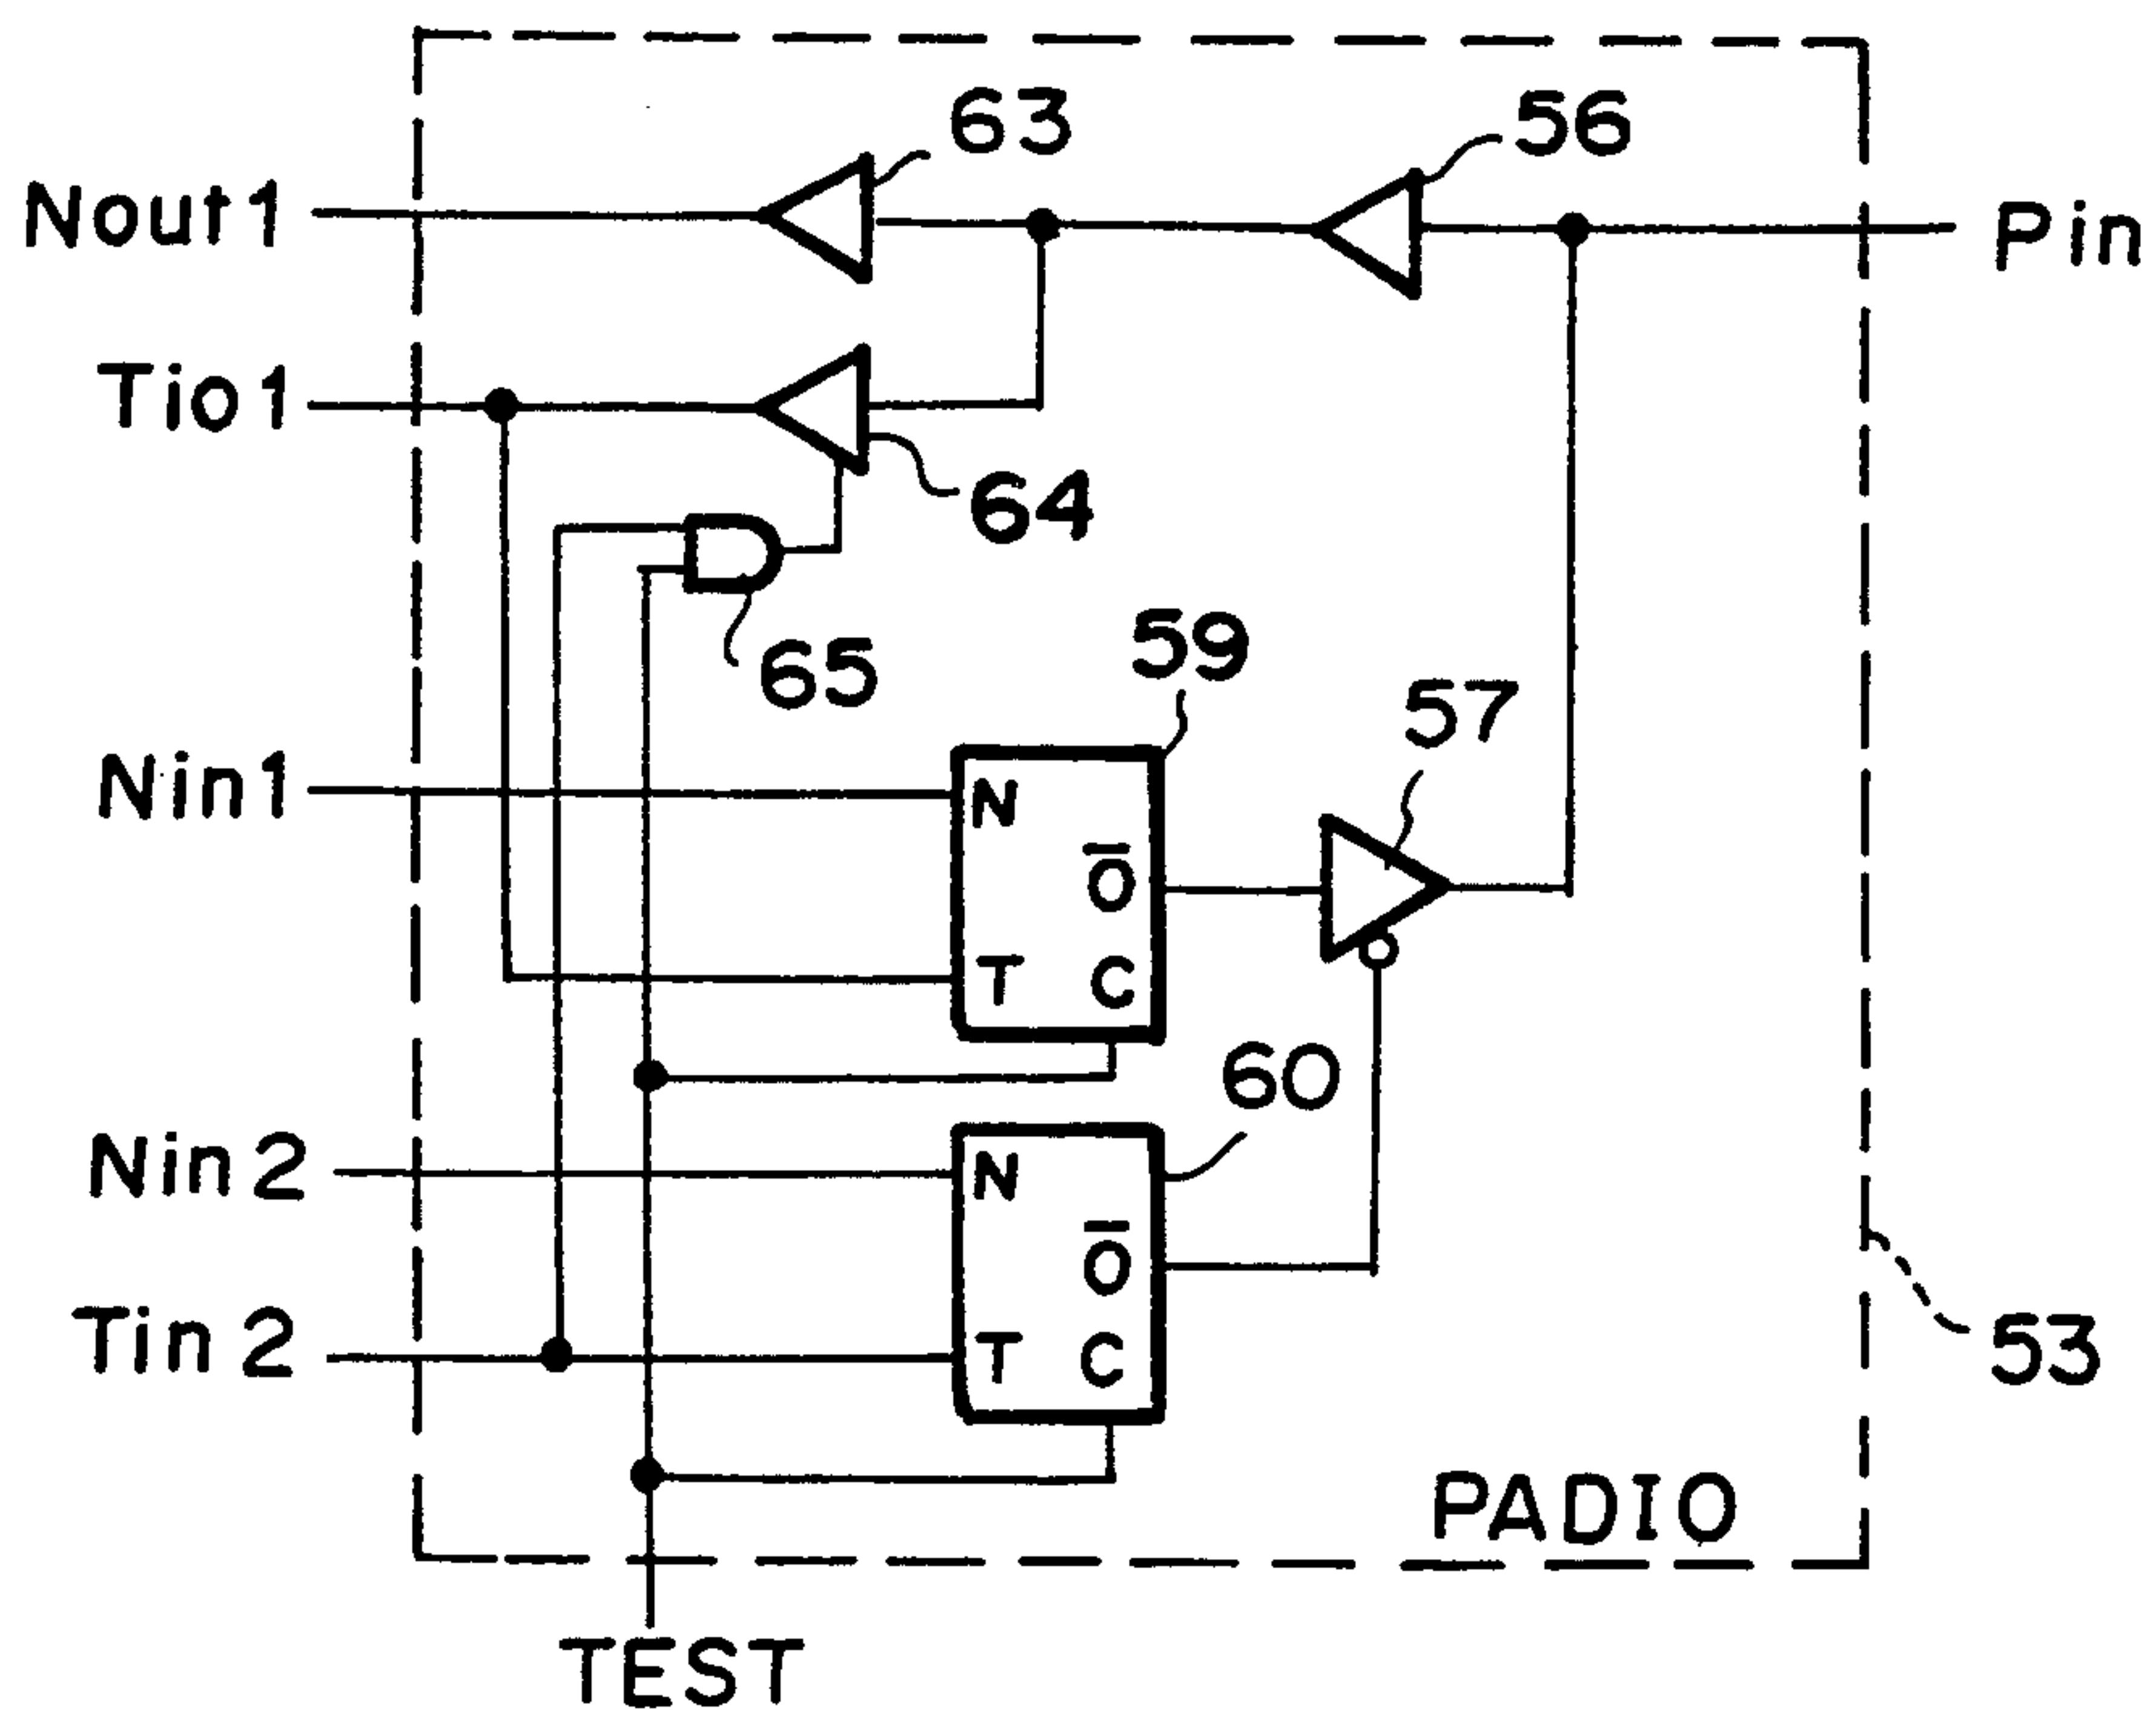 63
56
Nout1
Pin
Tio1
64
65
59
57
Nin1
N
O̅
T C
60
Nin2
N
O̅
Tin2
T C
53
PADIO
TEST